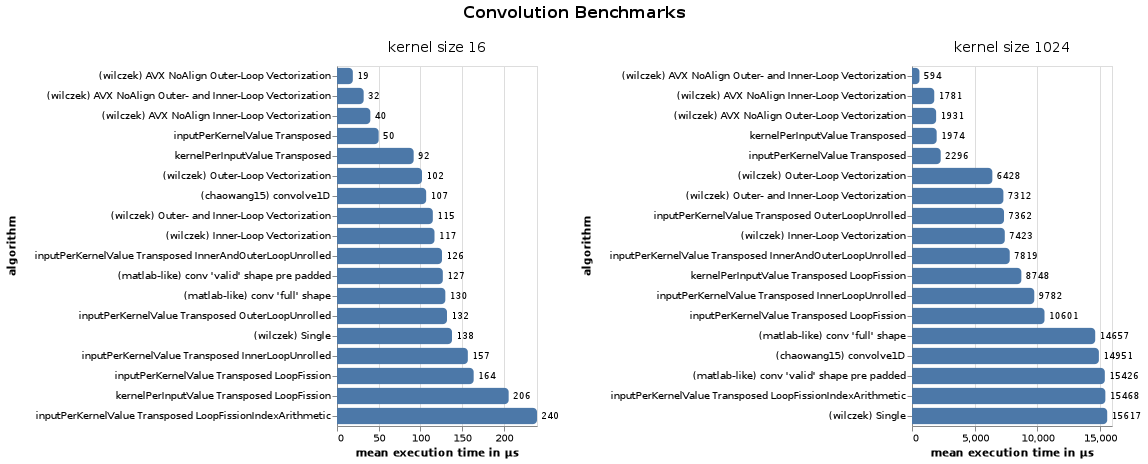 Convolution Benchmarks
kernel size 16
algorithm
(wilczek) AVX NoAlign Outer-Loop Vectorization 19
(wilczek) AVX NoAlign Outer- and Inner-Loop Vectorization 32
(wilczek) AVX NoAlign Inner-Loop Vectorization 40
inputPerKernelValue Transposed 50
kernelPerInputValue Transposed 92
(wilczek) Outer-Loop Vectorization 102
(chaowang15) convolve1D 107
(wilczek) Outer- and Inner-Loop Vectorization 115
(wilczek) Inner-Loop Vectorization 117
inputPerKernelValue Transposed InnerAndOuterLoopUnrolled 126
(matlab-like) conv 'valid' shape pre padded 127
(matlab-like) conv 'full' shape 130
inputPerKernelValue Transposed OuterLoopUnrolled 132
(wilczek) Single 138
inputPerKernelValue Transposed InnerLoopUnrolled 157
inputPerKernelValue Transposed LoopFission 164
kernelPerInputValue Transposed LoopFission 206
inputPerKernelValue Transposed LoopFissionIndexArithmetic 240
0 50 100 150 200
mean execution time in µs
kernel size 1024
algorithm
(wilczek) AVX NoAlign Outer- and Inner-Loop Vectorization 594
(wilczek) AVX NoAlign Inner-Loop Vectorization 1781
(wilczek) AVX NoAlign Outer-Loop Vectorization 1931
kernelPerInputValue Transposed 1974
inputPerKernelValue Transposed 2296
(wilczek) Outer-Loop Vectorization 6428
(wilczek) Outer- and Inner-Loop Vectorization 7312
inputPerKernelValue Transposed OuterLoopUnrolled 7362
(wilczek) Inner-Loop Vectorization 7423
inputPerKernelValue Transposed InnerAndOuterLoopUnrolled 7819
kernelPerInputValue Transposed LoopFission 8748
inputPerKernelValue Transposed InnerLoopUnrolled 9782
inputPerKernelValue Transposed LoopFission 10601
(matlab-like) conv 'full' shape 14657
(chaowang15) convolve1D 14951
(matlab-like) conv 'valid' shape pre padded 15426
inputPerKernelValue Transposed LoopFissionIndexArithmetic 15468
(wilczek) Single 15617
0 5,000 10,000 15,000
mean execution time in µs